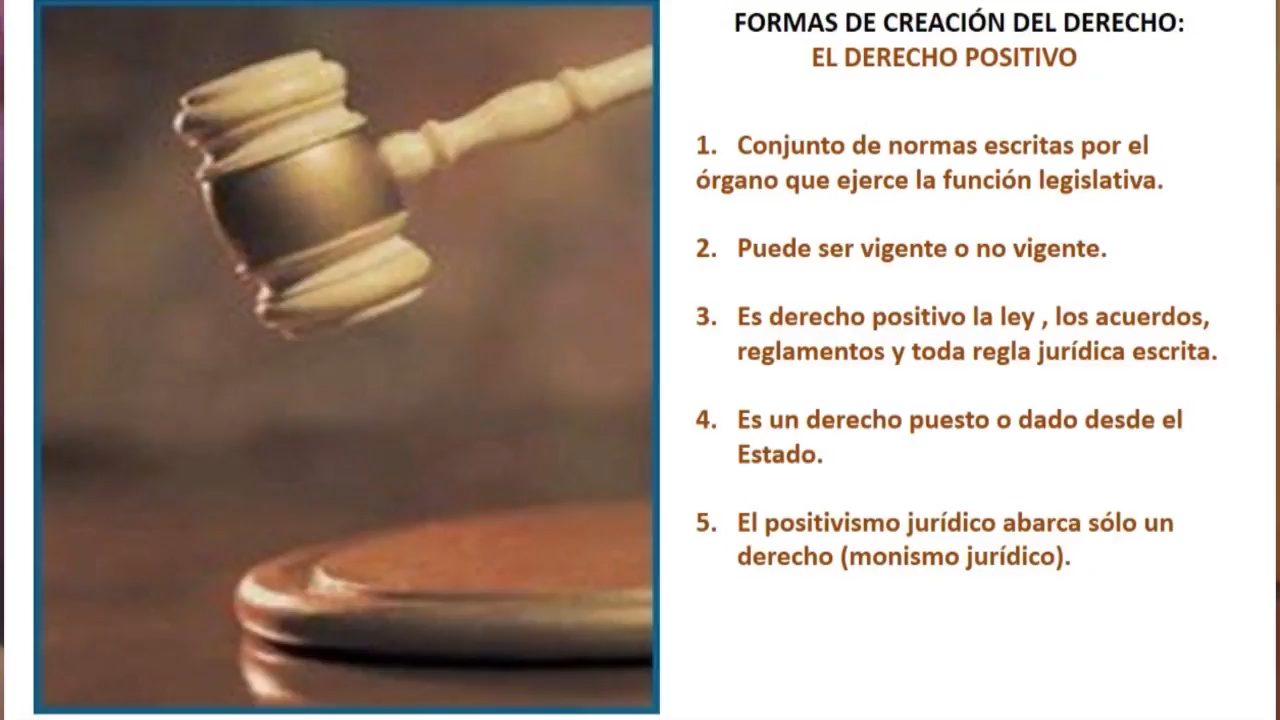 FORMAS DE CREACIÓN DEL DERECHO:
EL DERECHO POSITIVO
1. Conjunto de normas escritas por el
órgano que ejerce la función legislativa.
2. Puede ser vigente o no vigente.
3. Es derecho positivo la ley , los acuerdos,
reglamentos y toda regla jurídica escrita.
4. Es un derecho puesto o dado desde el
Estado.
5. El positivismo jurídico abarca sólo un
derecho (monismo jurídico).